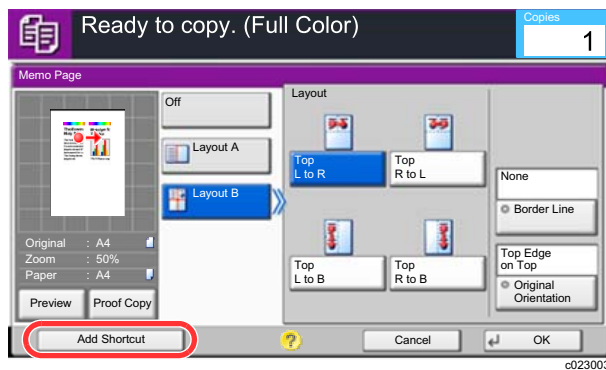 Ready to copy. (Full Color)
Copies
1
Memo Page
Off
Layout A
Layout B
Layout
Top
L to R
Top
R to L
Top
L to B
Top
R to B
None
Border Line
Top Edge
on Top
Original
Orientation
Original : A4
Zoom : 50%
Paper : A4
Preview
Proof Copy
Add Shortcut
?
Cancel
OK
c023003